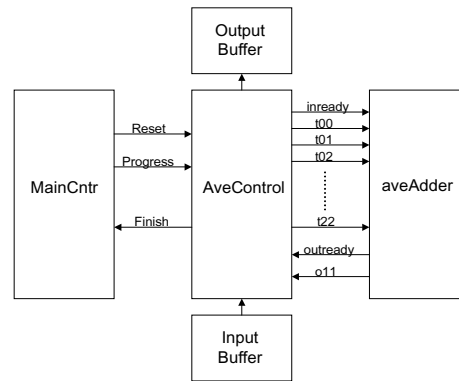 Output
Buffer
inready
t00
Reset
t01
t02
Progress
MainCntr
AveControl
aveAdder
Finish
t22
outready
o11
Input
Buffer